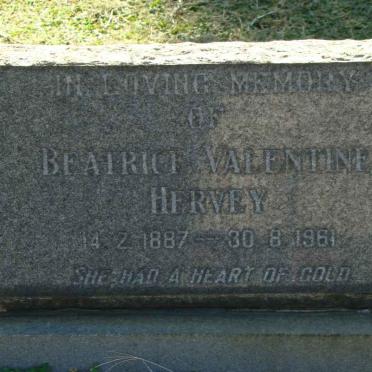 IN LOVING MEMORY
OF
BEATRICE VALENTINE
HERVEY
14.2.1887 — 30.8.1961
SHE HAD A HEART OF GOLD